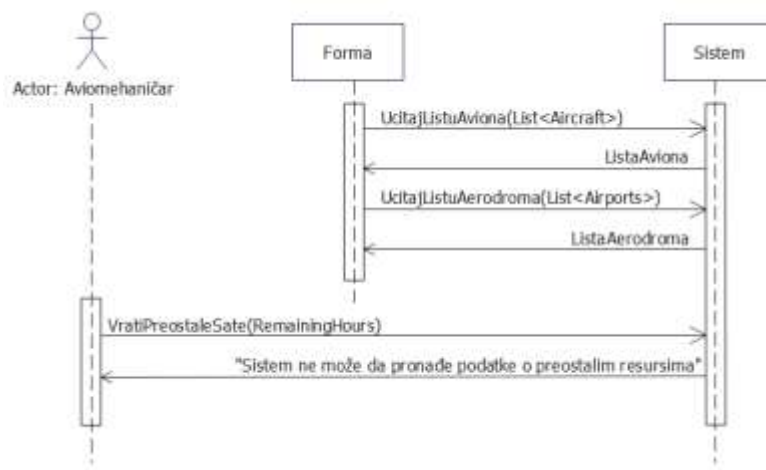 Forma
Sistem
Actor: Aviomehaničar
UcitajListuAviona(List<Aircraft>)
ListaAviona
UcitajListuAerodroma(List<Airports>)
ListaAerodroma
VratiPreostaleSate(RemainingHours)
"Sistem ne može da pronađe podatke o preostalim resursima"